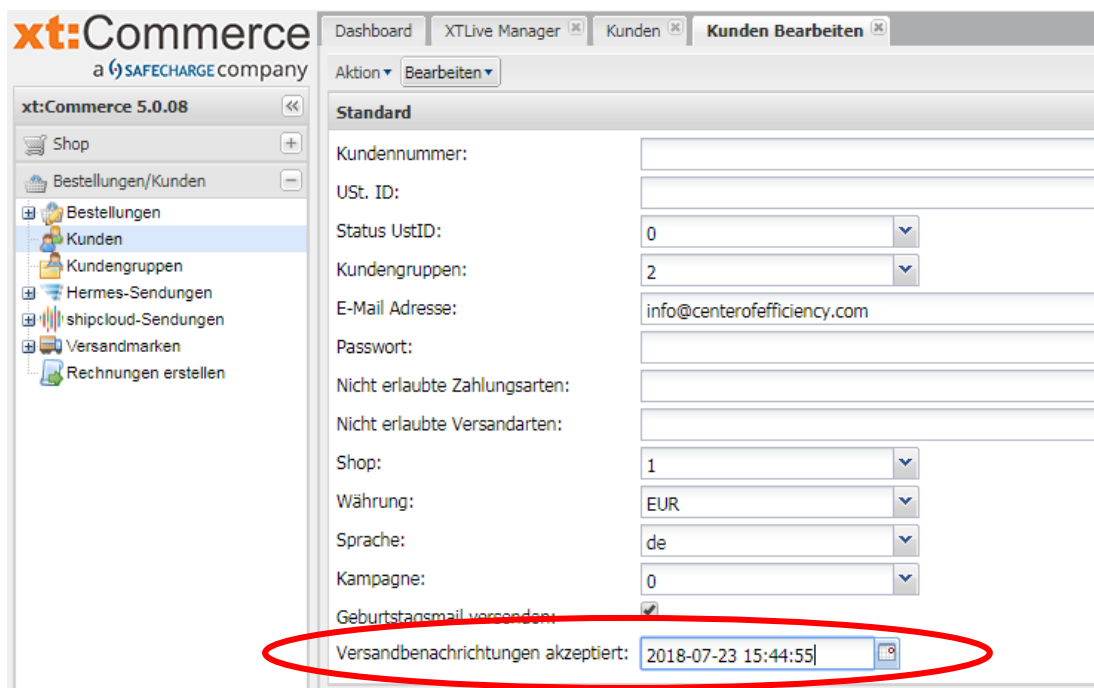 xt:Commerce
a SAFECHARGE company
Dashboard XTLive Manager Kunden Kunden Bearbeiten
Aktion Bearbeiten
xt:Commerce 5.0.08
Shop
Bestellungen/Kunden
Bestellungen
Kunden
Kundengruppen
Hermes-Sendungen
shipcloud-Sendungen
Versandmarken
Rechnungen erstellen
Standard
Kundennummer:
USt. ID:
Status UstID: 0
Kundengruppen: 2
E-Mail Adresse: info@centerofefficiency.com
Passwort:
Nicht erlaubte Zahlungsarten:
Nicht erlaubte Versandarten:
Shop: 1
Währung: EUR
Sprache: de
Kampagne: 0
Geburtstagsmail versenden:
Versandbenachrichtungen akzeptiert: 2018-07-23 15:44:55